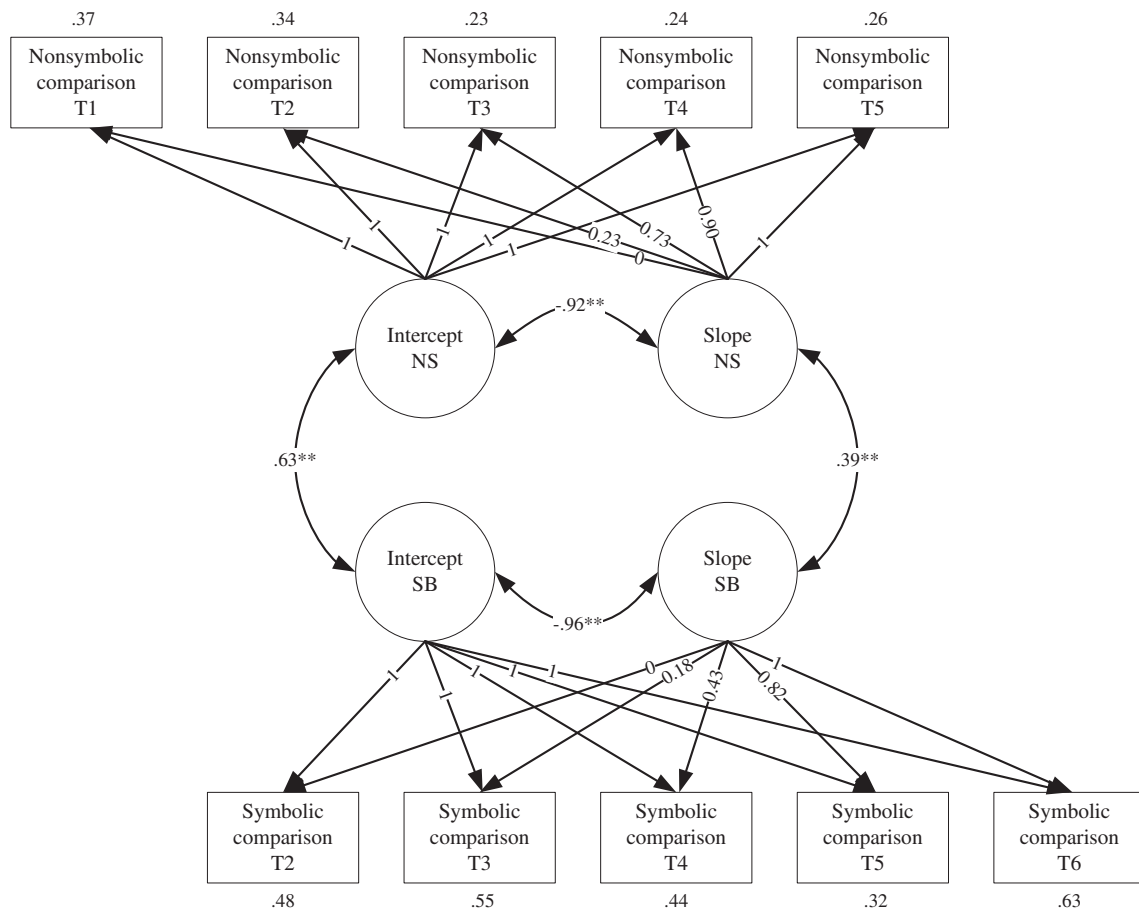 .37
.34
.23
.24
.26
Nonsymbolic
comparison
T1
Nonsymbolic
comparison
T2
Nonsymbolic
comparison
T3
Nonsymbolic
comparison
T4
Nonsymbolic
comparison
T5
1
1
1
1
1
0
0.23
0.73
0.90
1
Intercept
NS
-.92**
Slope
NS
.63**
.39**
Intercept
SB
-.96**
Slope
SB
1
1
1
1
1
0
0.18
0.43
0.82
1
Symbolic
comparison
T2
Symbolic
comparison
T3
Symbolic
comparison
T4
Symbolic
comparison
T5
Symbolic
comparison
T6
.48
.55
.44
.32
.63